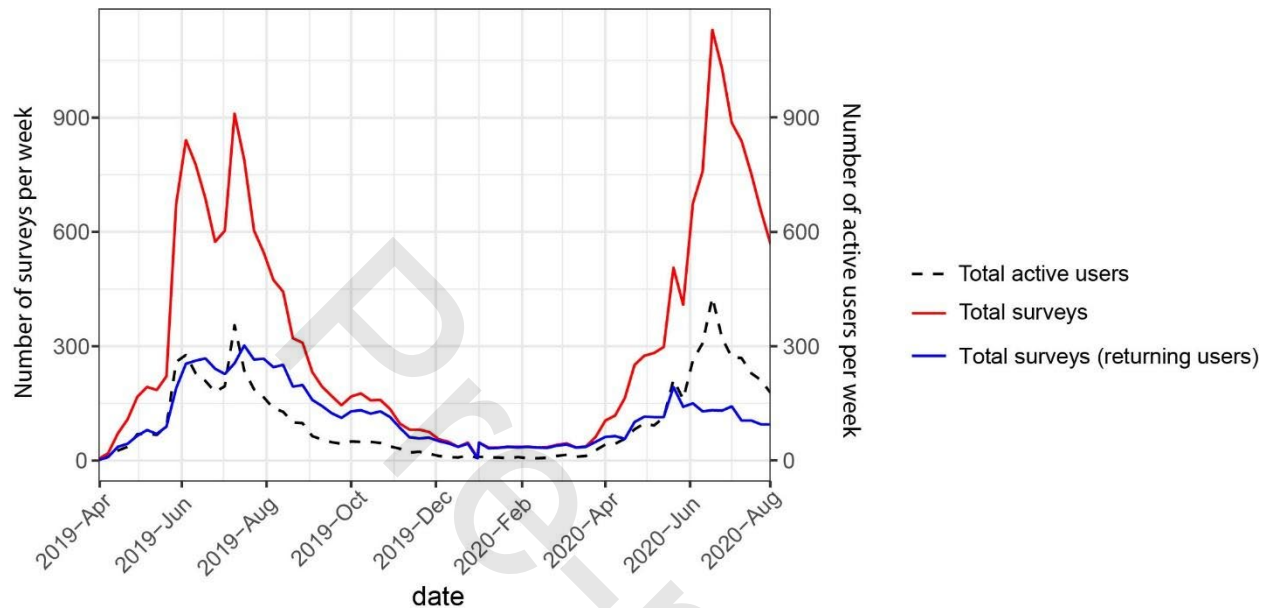 Number of surveys per week
900
600
300
0
900
600
300
0
Number of active users per week
2019-Apr
2019-Jun
2019-Aug
2019-Oct
2019-Dec
2020-Feb
2020-Apr
2020-Jun
2020-Aug
date
Total active users
Total surveys
Total surveys (returning users)
Pre-